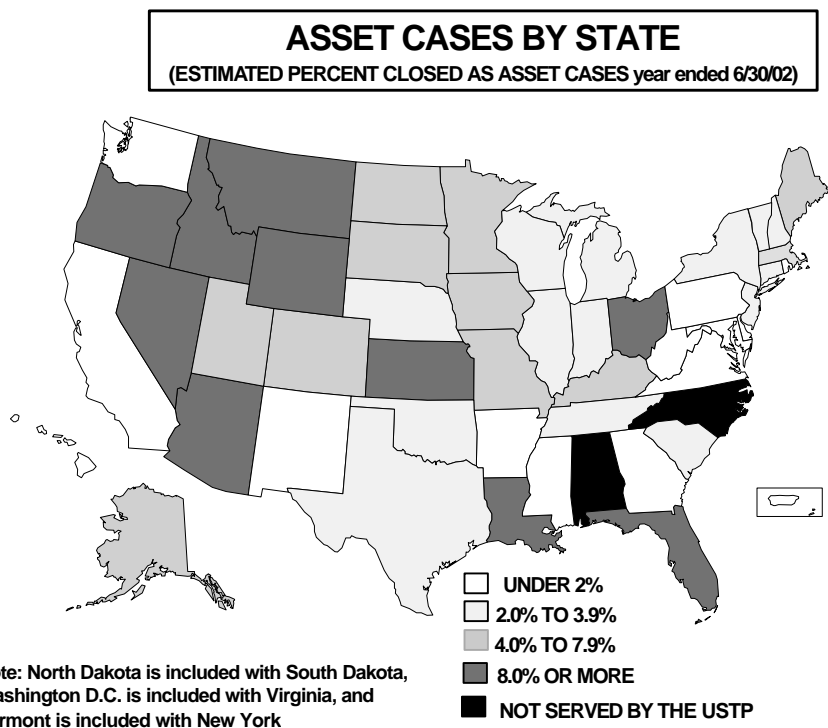 ASSET CASES BY STATE
(ESTIMATED PERCENT CLOSED AS ASSET CASES year ended 6/30/02)
UNDER 2%
2.0% TO 3.9%
4.0% TO 7.9%
8.0% OR MORE
NOT SERVED BY THE USTP
te: North Dakota is included with South Dakota,
ashington D.C. is included with Virginia, and
rmont is included with New York